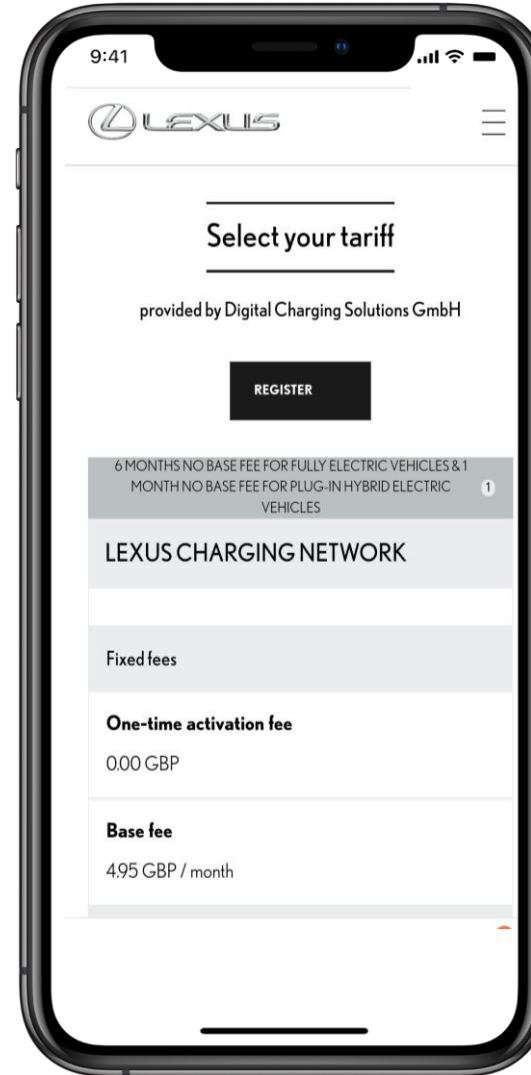 9:41
LEXUS
Select your tariff
provided by Digital Charging Solutions GmbH
REGISTER
6 MONTHS NO BASE FEE FOR FULLY ELECTRIC VEHICLES & 1
MONTH NO BASE FEE FOR PLUG-IN HYBRID ELECTRIC
VEHICLES
1
LEXUS CHARGING NETWORK
Fixed fees
One-time activation fee
0.00 GBP
Base fee
4.95 GBP / month